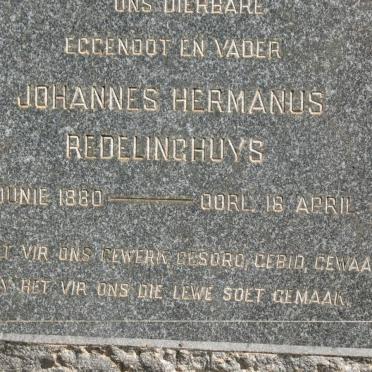 ONS DIERBARE
EGGENOOT EN VADER
JOHANNES HERMANUS
REDELINGHUYS
JUNIE 1880 — OORL. 16 APRIL
VIR ONS GEWERK, GESORG, GEBID, GEWAA
HET VIR ONS DIE LEWE SOET GEMAAK.